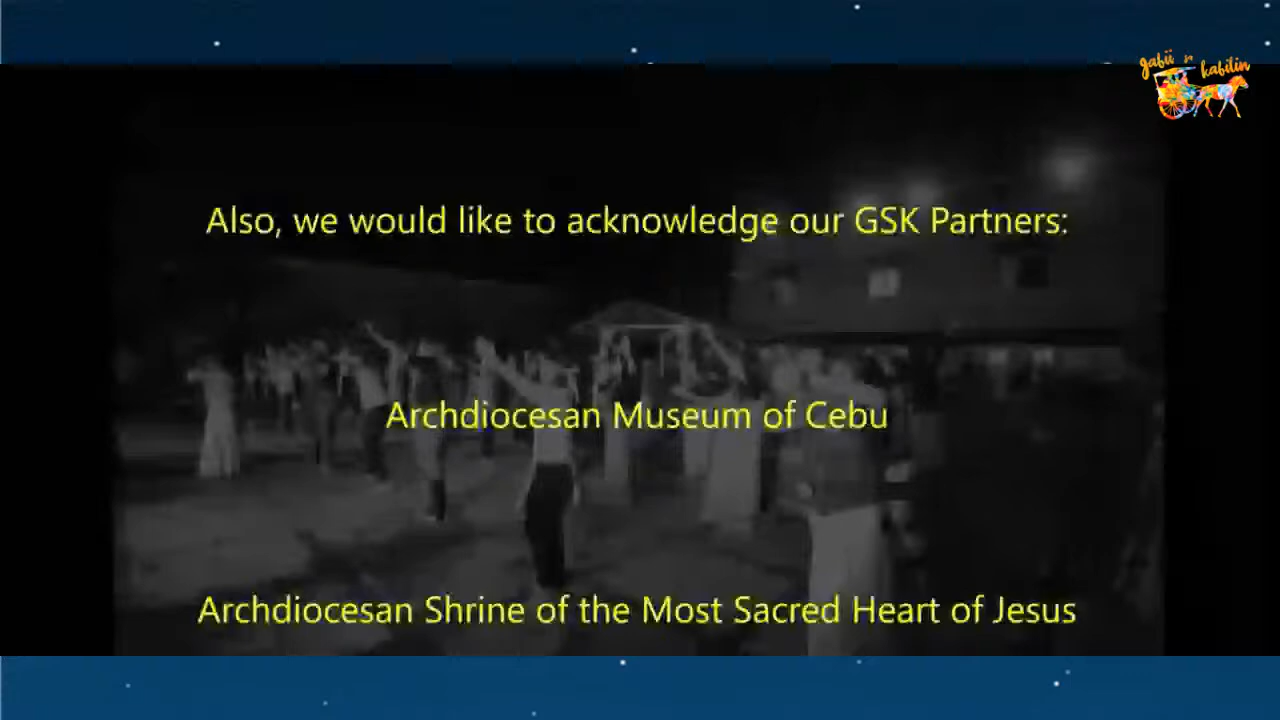 gabii sa kabilin
Also, we would like to acknowledge our GSK Partners:
Archdiocesan Museum of Cebu
Archdiocesan Shrine of the Most Sacred Heart of Jesus